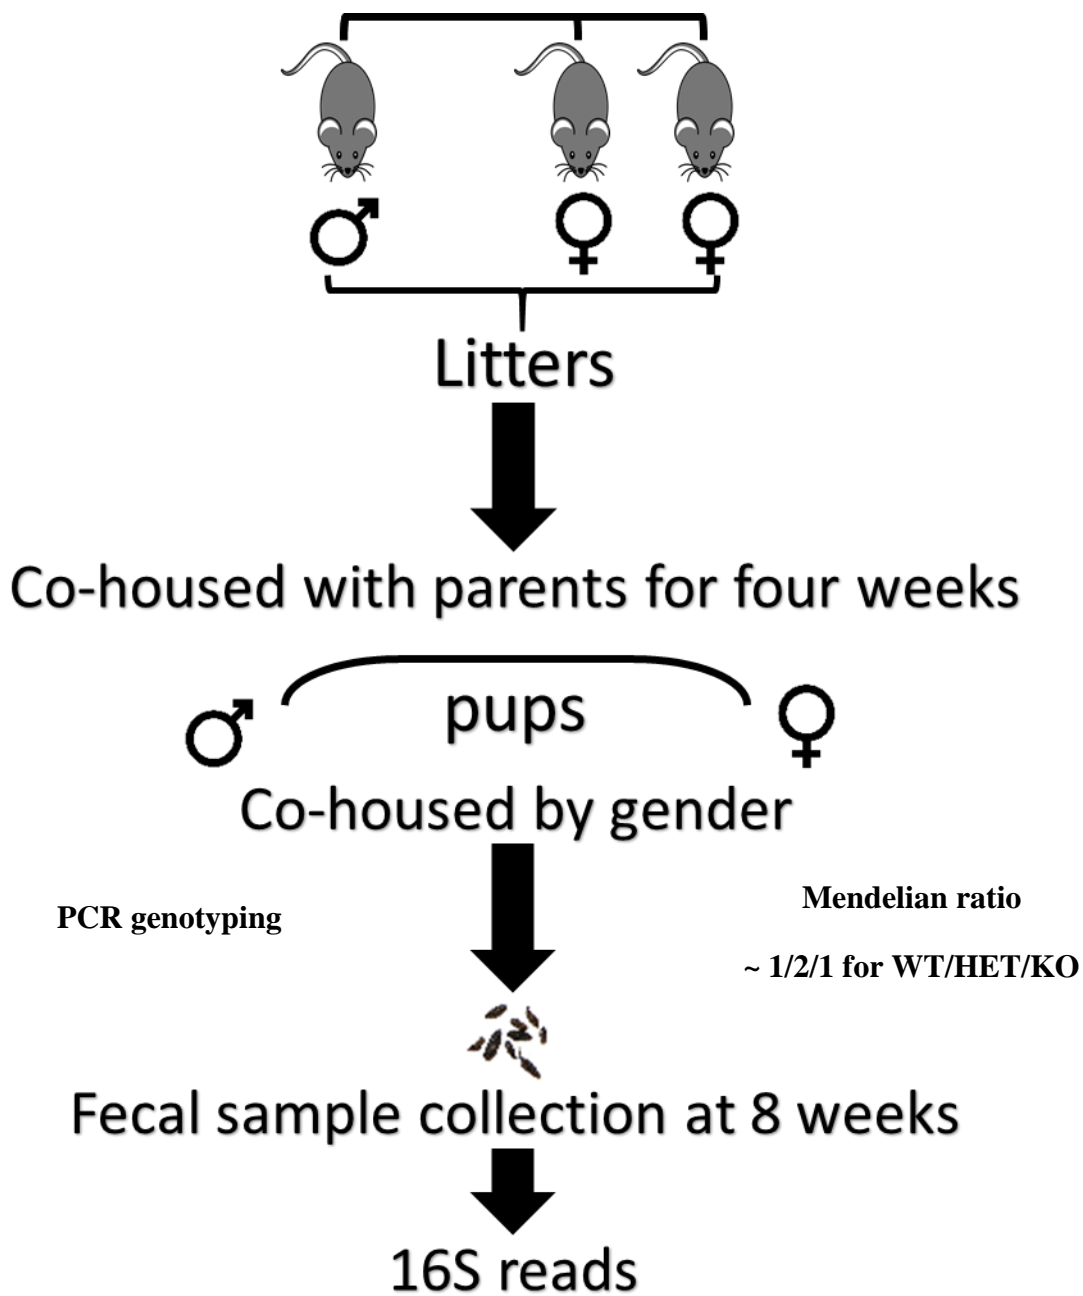 Litters
Co-housed with parents for four weeks
pups
Co-housed by gender
PCR genotyping
Mendelian ratio
~ 1/2/1 for WT/HET/KO
Fecal sample collection at 8 weeks
16S reads